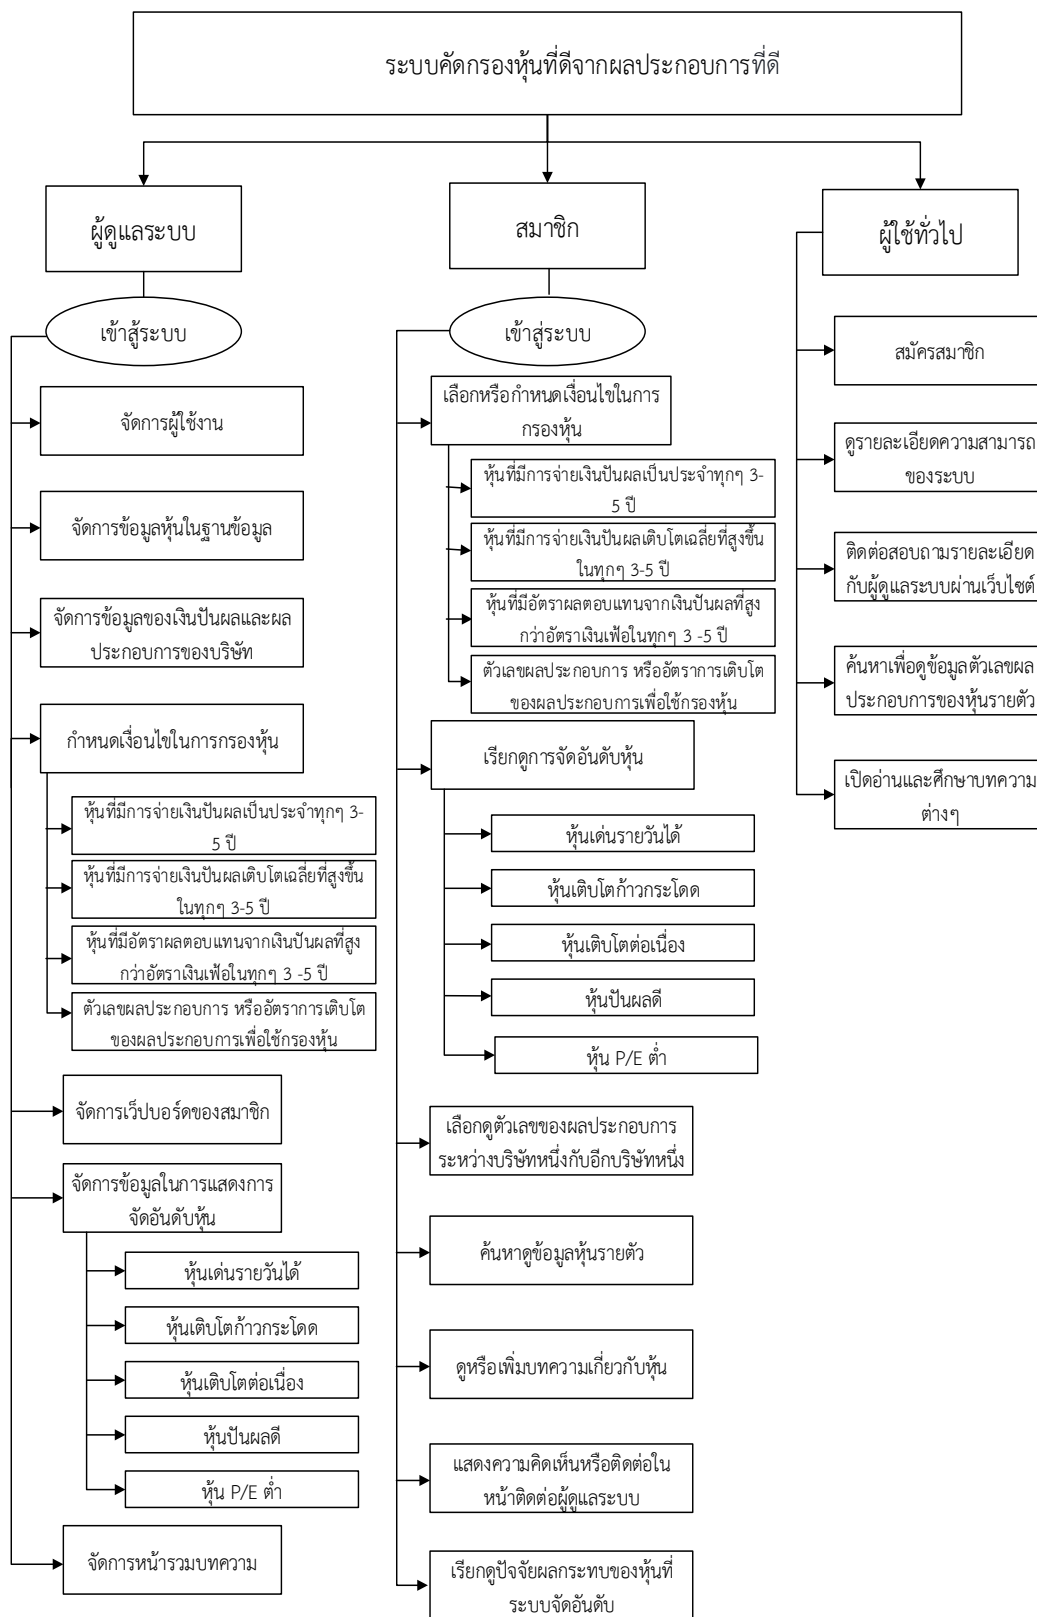 ระบบคัดกรองหุ้นที่ดีจากผลประกอบการที่ดี
ผู้ดูแลระบบ
เข้าสู้ระบบ
จัดการผู้ใช้งาน
จัดการข้อมูลหุ้นในฐานข้อมูล
จัดการข้อมูลของเงินปันผลและผล
ประกอบการของบริษัท
กำหนดเงื่อนไขในการกรองหุ้น
หุ้นที่มีการจ่ายเงินปันผลเป็นประจำทุกๆ 3-
5 ปี
หุ้นที่มีการจ่ายเงินปันผลเติบโตเฉลี่ยที่สูงขึ้น
ในทุกๆ 3-5 ปี
หุ้นที่มีอัตราผลตอบแทนจากเงินปันผลที่สูง
กว่าอัตราเงินเฟ้อในทุกๆ 3 -5 ปี
ตัวเลขผลประกอบการ หรืออัตราการเติบโต
ของผลประกอบการเพื่อใช้กรองหุ้น
จัดการเว็ปบอร์ดของสมาชิก
จัดการข้อมูลในการแสดงการ
จัดอันดับหุ้น
หุ้นเด่นรายวันได้
หุ้นเติบโตก้าวกระโดด
หุ้นเติบโตต่อเนื่อง
หุ้นปันผลดี
หุ้น P/E ต่ำ
จัดการหน้ารวมบทความ
สมาชิก
เข้าสู่ระบบ
เลือกหรือกำหนดเงื่อนไขในการ
กรองหุ้น
หุ้นที่มีการจ่ายเงินปันผลเป็นประจำทุกๆ 3-
5 ปี
หุ้นที่มีการจ่ายเงินปันผลเติบโตเฉลี่ยที่สูงขึ้น
ในทุกๆ 3-5 ปี
หุ้นที่มีอัตราผลตอบแทนจากเงินปันผลที่สูง
กว่าอัตราเงินเฟ้อในทุกๆ 3 -5 ปี
ตัวเลขผลประกอบการ หรืออัตราการเติบโต
ของผลประกอบการเพื่อใช้กรองหุ้น
เรียกดูการจัดอันดับหุ้น
หุ้นเด่นรายวันได้
หุ้นเติบโตก้าวกระโดด
หุ้นเติบโตต่อเนื่อง
หุ้นปันผลดี
หุ้น P/E ต่ำ
เลือกดูตัวเลขของผลประกอบการ
ระหว่างบริษัทหนึ่งกับอีกบริษัทหนึ่ง
ค้นหาดูข้อมูลหุ้นรายตัว
ดูหรือเพิ่มบทความเกี่ยวกับหุ้น
แสดงความคิดเห็นหรือติดต่อใน
หน้าติดต่อผู้ดูแลระบบ
เรียกดูปัจจัยผลกระทบของหุ้นที่
ระบบจัดอันดับ
ผู้ใช้ทั่วไป
สมัครสมาชิก
ดูรายละเอียดความสามารถ
ของระบบ
ติดต่อสอบถามรายละเอียด
กับผู้ดูแลระบบผ่านเว็บไซต์
ค้นหาเพื่อดูข้อมูลตัวเลขผล
ประกอบการของหุ้นรายตัว
เปิดอ่านและศึกษาบทความ
ต่างๆ